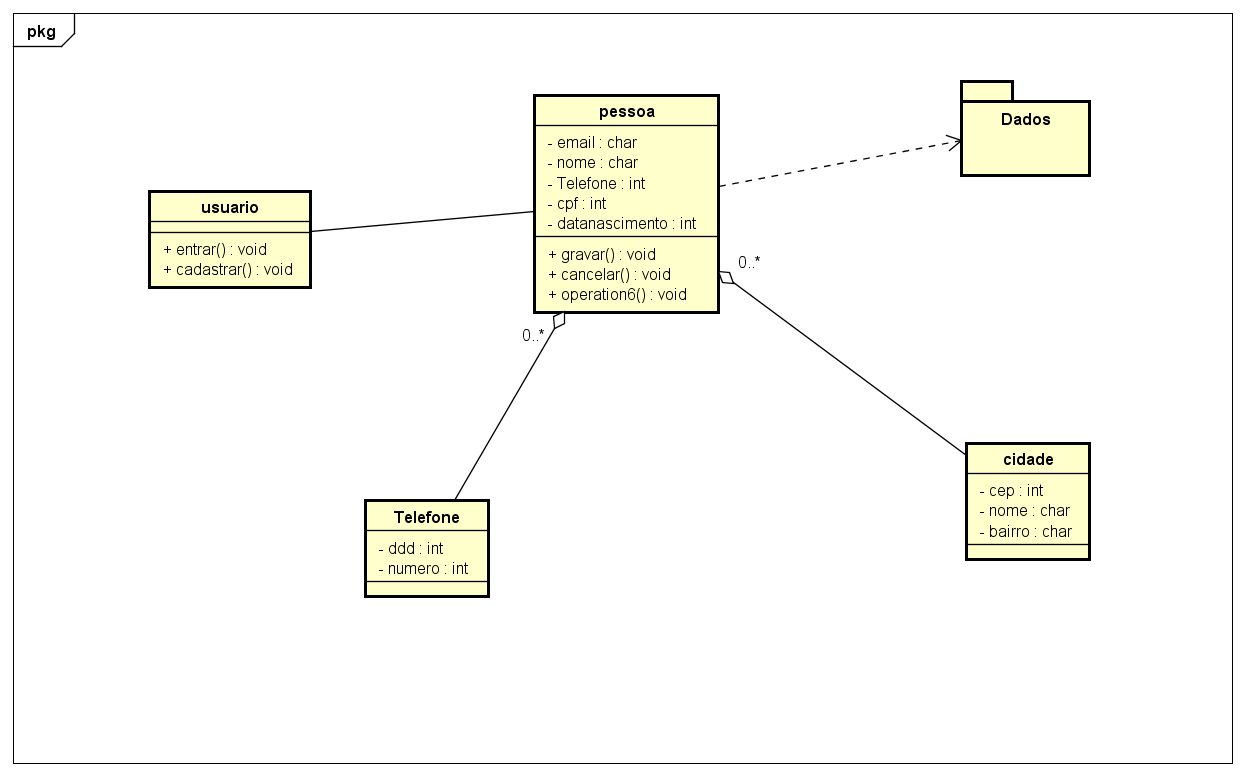 pkg
pessoa
- email : char
- nome : char
- Telefone : int
- cpf : int
- datanascimento : int
+ gravar() : void
+ cancelar() : void
+ operation6() : void
Dados
usuario
+ entrar() : void
+ cadastrar() : void
0..*
0..*
cidade
- cep : int
- nome : char
- bairro : char
Telefone
- ddd : int
- numero : int